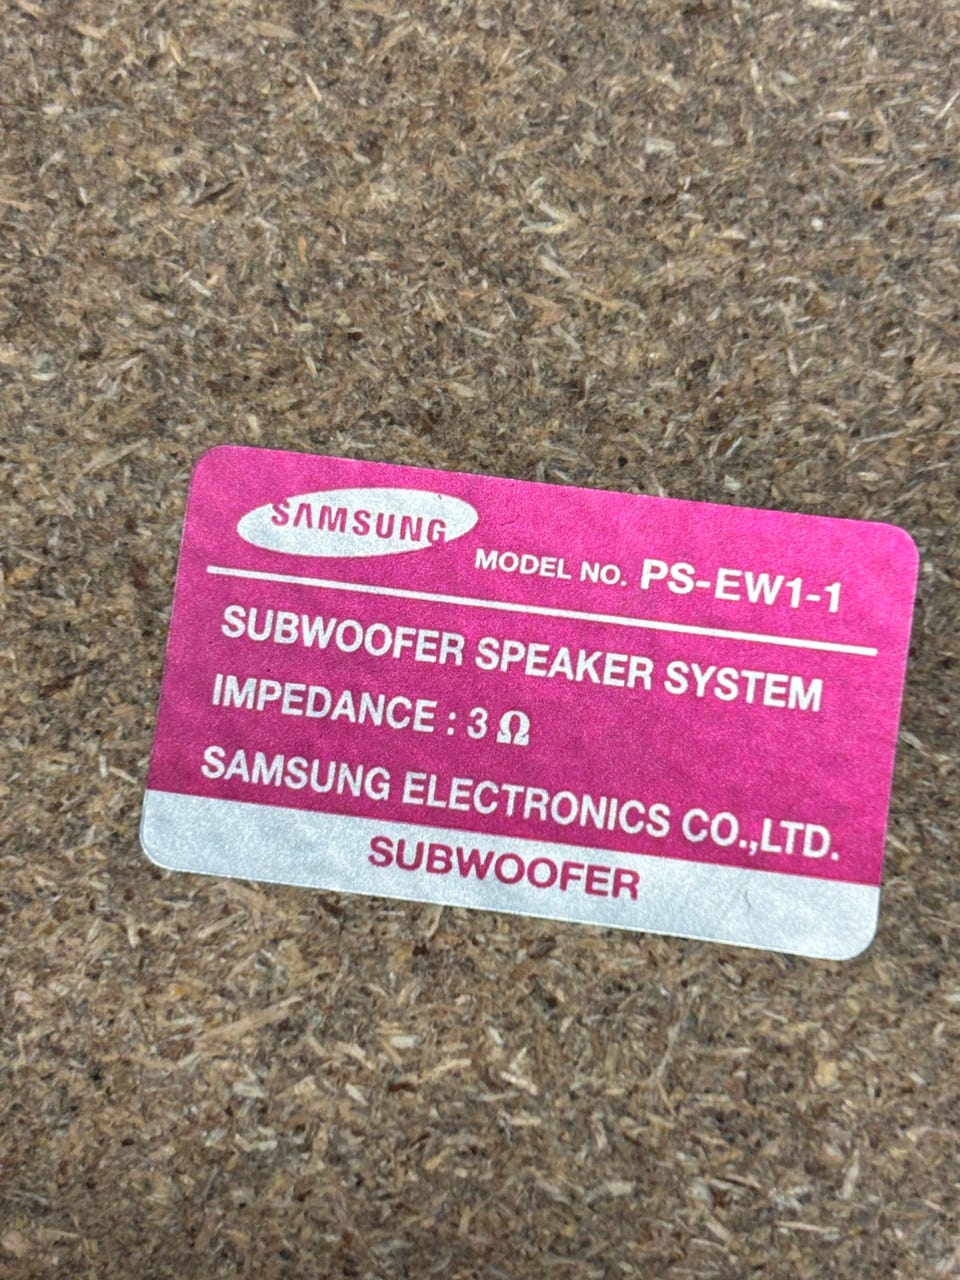 SAMSUNG
MODEL NO. PS-EW1-1
SUBWOOFER SPEAKER SYSTEM
IMPEDANCE : 3 Ω
SAMSUNG ELECTRONICS CO.,LTD.
SUBWOOFER